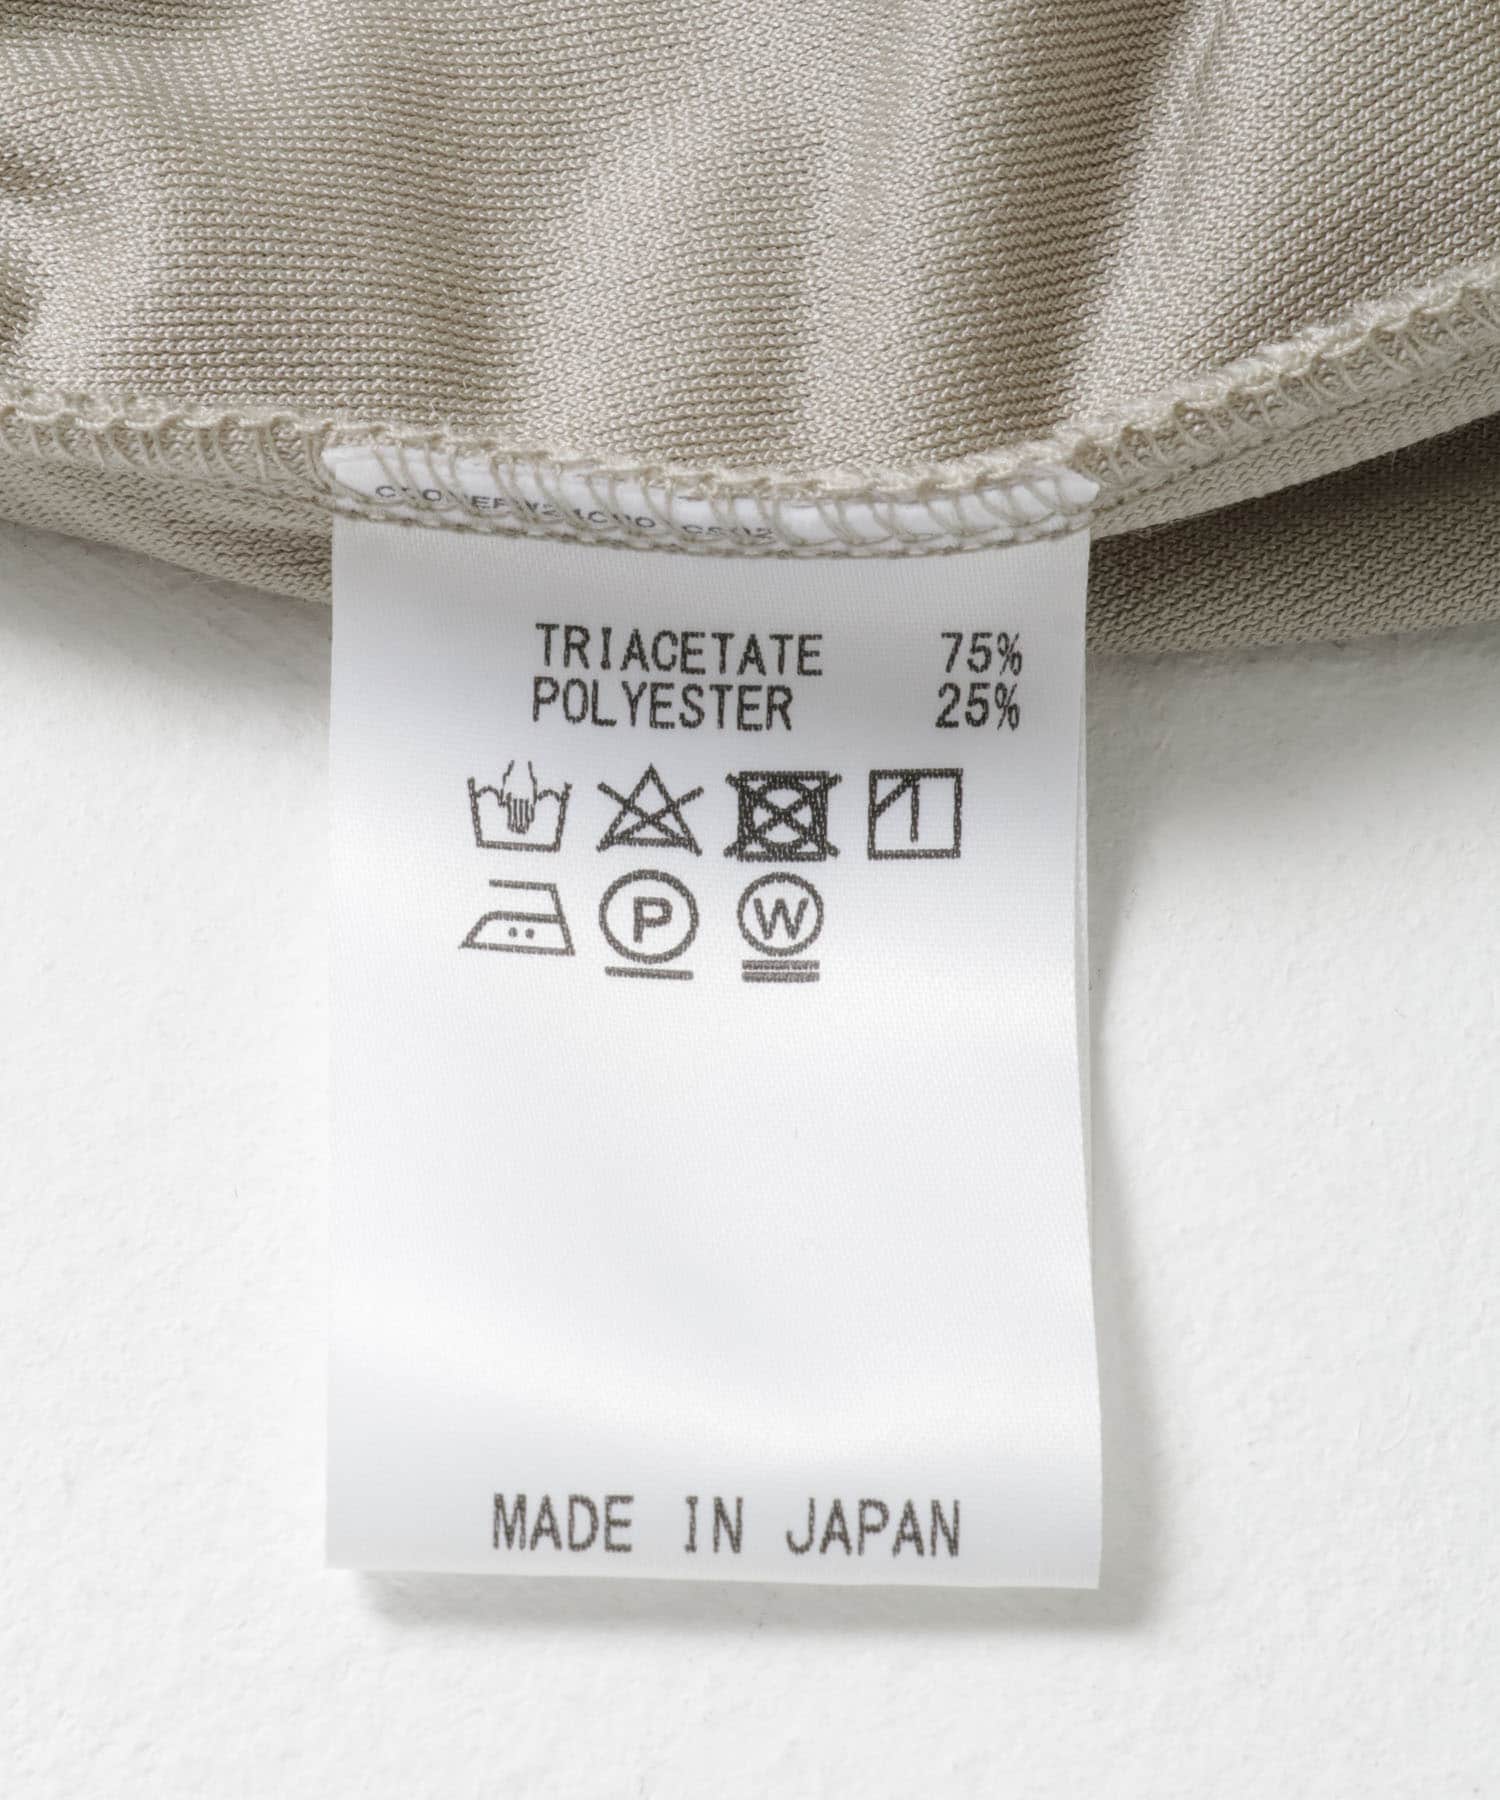 TRIACETATE 75%
POLYESTER 25%
P W
MADE IN JAPAN